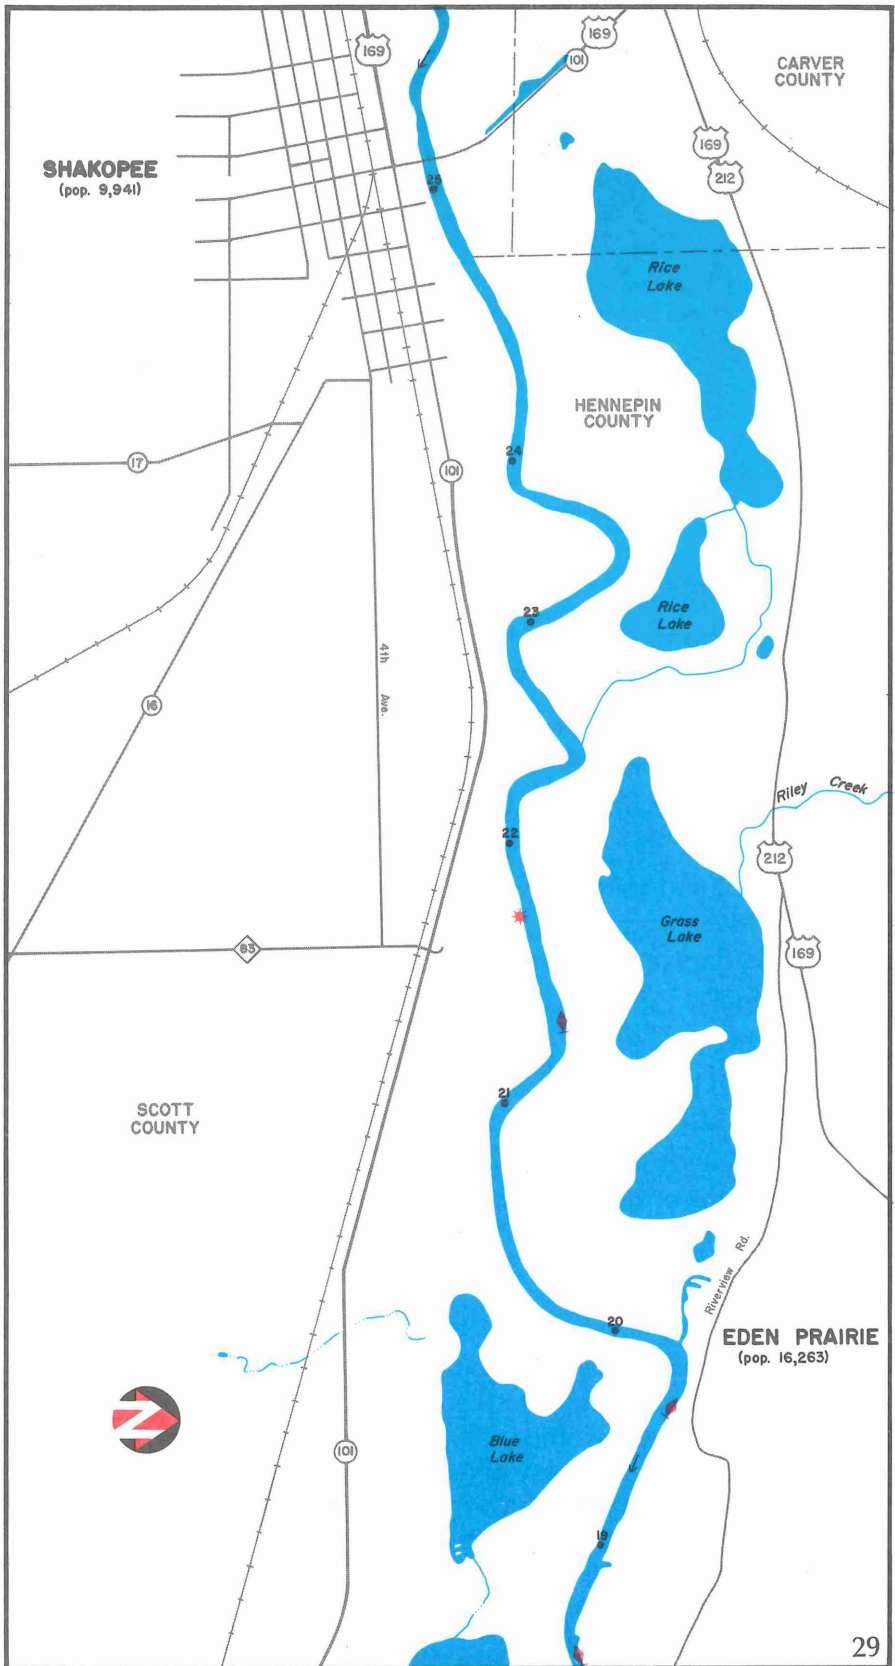 169
169
101
CARVER
COUNTY
169
212
SHAKOPEE
(pop. 9,941)
25
Rice
Lake
HENNEPIN
COUNTY
24
17
101
23
Rice
Lake
4th Ave.
16
Riley Creek
22
212
Grass
Lake
83
169
21
SCOTT
COUNTY
Riverview Rd.
20
EDEN PRAIRIE
(pop. 16,263)
N
Blue
Lake
101
19
29